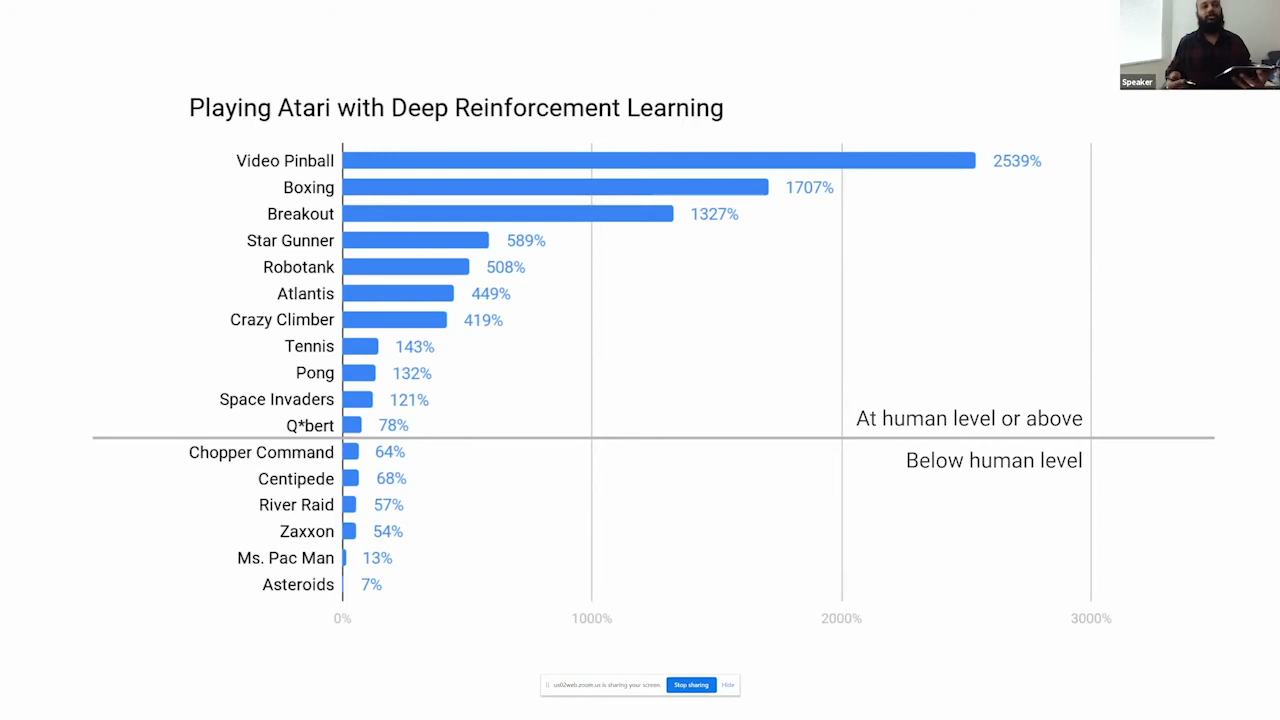 Speaker
Playing Atari with Deep Reinforcement Learning
Video Pinball 2539%
Boxing 1707%
Breakout 1327%
Star Gunner 589%
Robotank 508%
Atlantis 449%
Crazy Climber 419%
Tennis 143%
Pong 132%
Space Invaders 121%
Q*bert 78%
At human level or above
Chopper Command 64%
Below human level
Centipede 68%
River Raid 57%
Zaxxon 54%
Ms. Pac Man 13%
Asteroids 7%
0% 1000% 2000% 3000%
us02web.zoom.us is sharing your screen. Stop sharing Hide